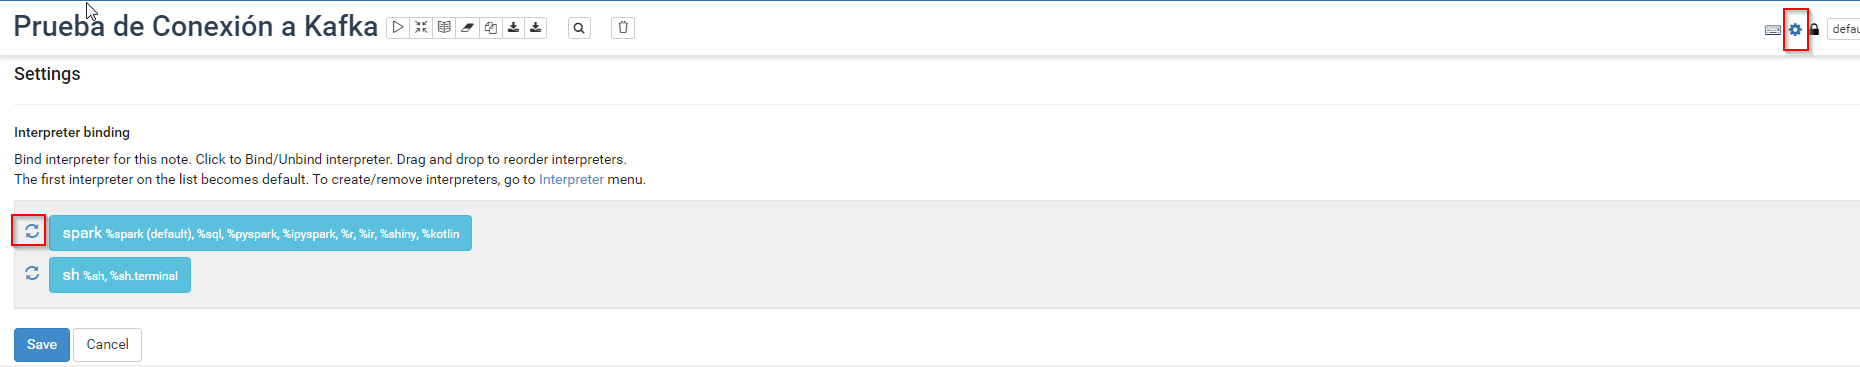 Prueba de Conexión a Kafka
defau
Settings
Interpreter binding
Bind interpreter for this note. Click to Bind/Unbind interpreter. Drag and drop to reorder interpreters.
The first interpreter on the list becomes default. To create/remove interpreters, go to Interpreter menu.
spark %spark (default), %sql, %pyspark, %ipyspark, %r, %ir, %shiny, %kotlin
sh %sh, %sh.terminal
Save Cancel